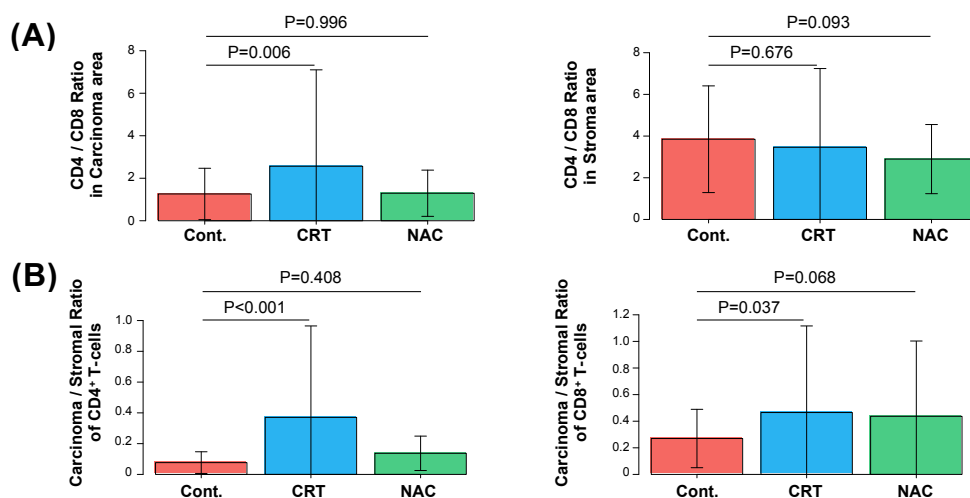 (A)
P=0.996
P=0.006
CD4 / CD8 Ratio
in Carcinoma area
8
6
4
2
0
Cont.
CRT
NAC
P=0.093
P=0.676
CD4 / CD8 Ratio
in Stroma area
8
6
4
2
0
Cont.
CRT
NAC
(B)
P=0.408
P<0.001
Carcinoma / Stromal Ratio
of CD4⁺ T-cells
1.0
0.8
0.6
0.4
0.2
0
Cont.
CRT
NAC
P=0.068
P=0.037
Carcinoma / Stromal Ratio
of CD8⁺ T-cells
1.2
1.0
0.8
0.6
0.4
0.2
0
Cont.
CRT
NAC